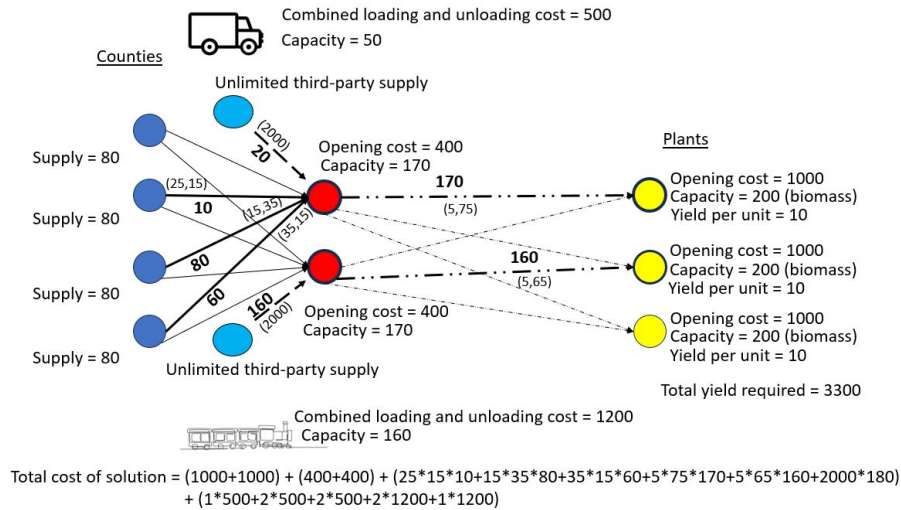 Combined loading and unloading cost = 500
Capacity = 50
Counties
Unlimited third-party supply
(2000)
20
Opening cost = 400
Capacity = 170
Plants
Supply = 80
(25,15)
10
(15,35)
(35,15)
170
(5,75)
Opening cost = 1000
Capacity = 200 (biomass)
Yield per unit = 10
Supply = 80
80
160
(5,65)
Opening cost = 1000
Capacity = 200 (biomass)
Yield per unit = 10
Supply = 80
60
160
(2000)
Opening cost = 400
Capacity = 170
Opening cost = 1000
Capacity = 200 (biomass)
Yield per unit = 10
Supply = 80
Unlimited third-party supply
Total yield required = 3300
Combined loading and unloading cost = 1200
Capacity = 160
Total cost of solution = (1000+1000) + (400+400) + (25*15*10+15*35*80+35*15*60+5*75*170+5*65*160+2000*180)
+ (1*500+2*500+2*500+2*1200+1*1200)